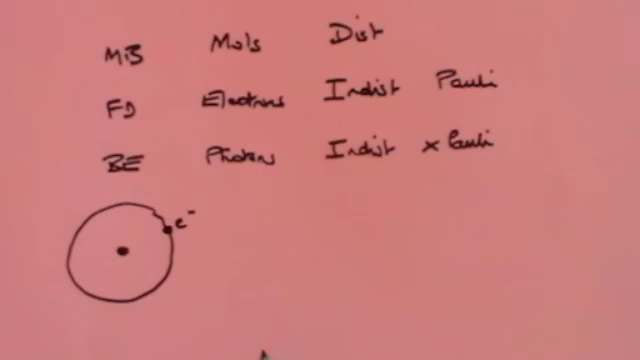 MB Mols Dist
FD Electrons Indist Pauli
BE Photons Indist x Pauli
e-